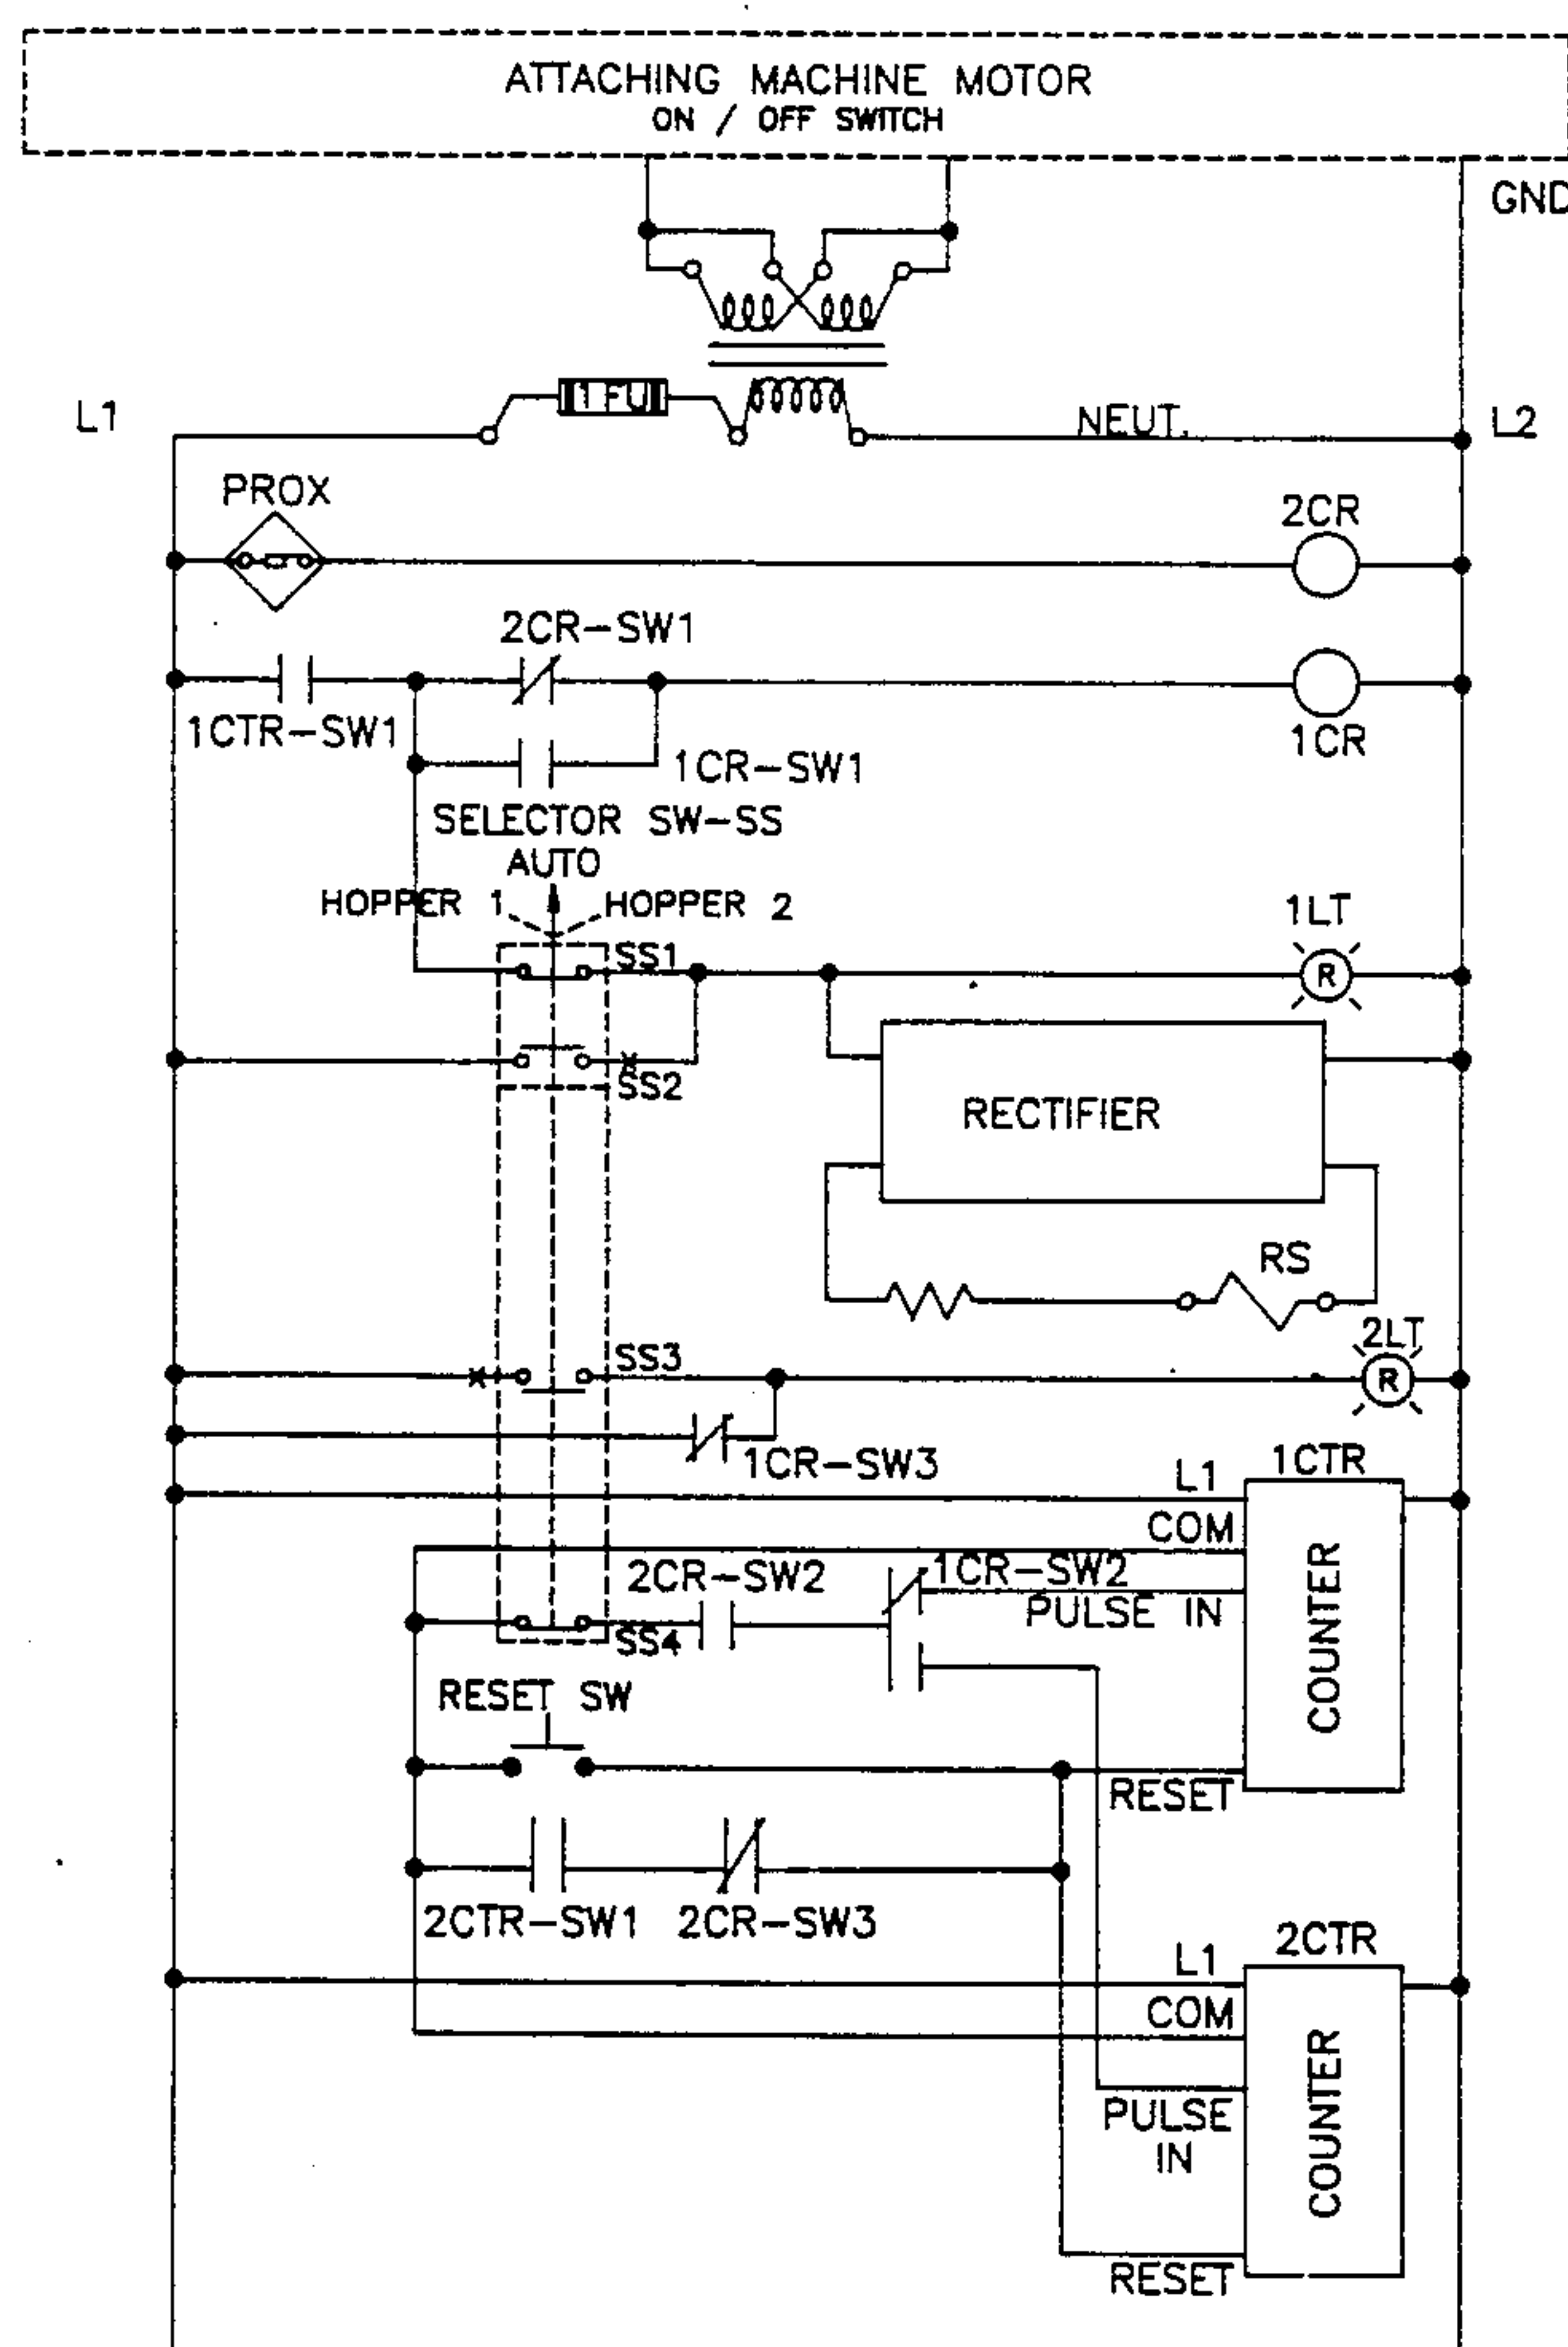 ATTACHING MACHINE MOTOR
ON / OFF SWITCH
GND
1 FU
L1
NEUT.
L2
PROX
2CR
2CR-SW1
1CTR-SW1
1CR
1CR-SW1
SELECTOR SW-SS
AUTO
HOPPER 1
HOPPER 2
1LT
SS1
R
SS2
RECTIFIER
RS
2LT
SS3
R
1CR-SW3
1CTR
L1
COM
2CR-SW2
1CR-SW2
PULSE IN
SS4
COUNTER
RESET SW
RESET
2CTR-SW1
2CR-SW3
2CTR
L1
COM
COUNTER
PULSE
IN
RESET